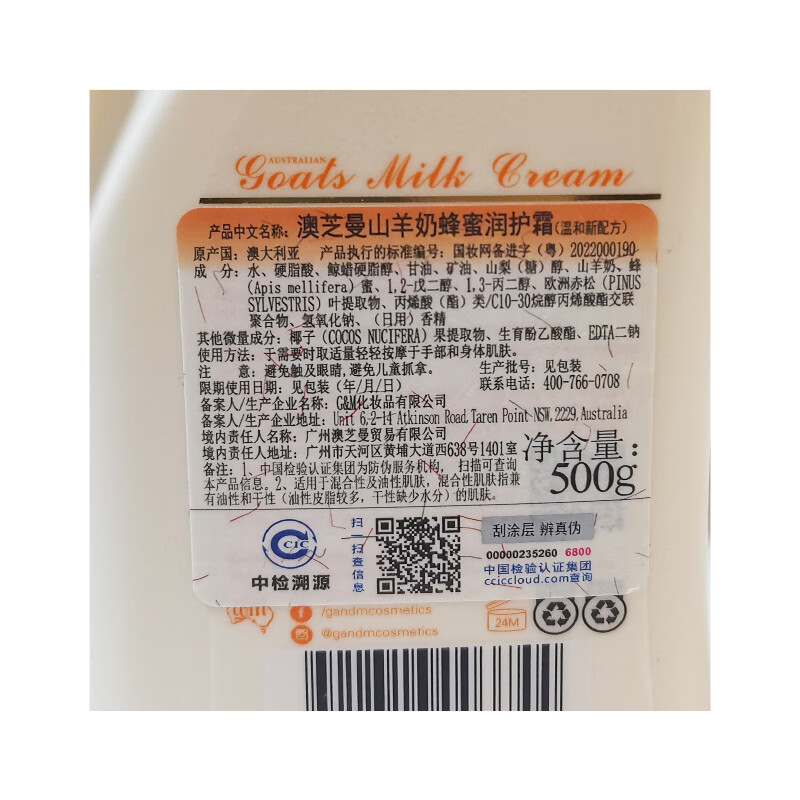 AUSTRALIAN
Goats Milk Cream
产品中文名称：澳芝曼山羊奶蜂蜜润护霜(温和新配方)
原产国：澳大利亚 产品执行的标准编号：国妆网备进字（粤）2022000190
成 分：水、硬脂酸、鲸蜡硬脂醇、甘油、矿油、山梨（糖）醇、山羊奶、蜂
(Apis mellifera) 蜜、1,2-戊二醇、1,3-丙二醇、欧洲赤松（PINUS
SYLVESTRIS）叶提取物、丙烯酸（酯）类/C10-30烷醇丙烯酸酯交联
聚合物、氢氧化钠、（日用）香精
其他微量成分：椰子（COCOS NUCIFERA）果提取物、生育酚乙酸酯、EDTA二钠
使用方法：于需要时取适量轻轻按摩于手部和身体肌肤。
注 意：避免触及眼睛,避免儿童抓拿。 生产批号：见包装
限期使用日期：见包装（年/月/日） 联系电话：400-766-0708
备案人/生产企业名称：G&M化妆品有限公司
备案人/生产企业地址：Unit 6,2-14 Atkinson Road,Taren Point NSW,2229,Australia
境内责任人名称：广州澳芝曼贸易有限公司
境内责任人地址：广州市天河区黄埔大道西638号1401室
净含量：
500g
备注：1、中国检验认证集团为防伪服务机构，扫描可查询
本产品信息。2、适用于混合性及油性肌肤，混合性肌肤指兼
有油性和干性（油性皮脂较多，干性缺少水分）的肌肤。
CIC
中检溯源
扫一扫查信息
刮涂层 辨真伪
00000235260 6800
中国检验认证集团
cciccloud.com查询
/gandmcosmetics
@gandmcosmetics
24M